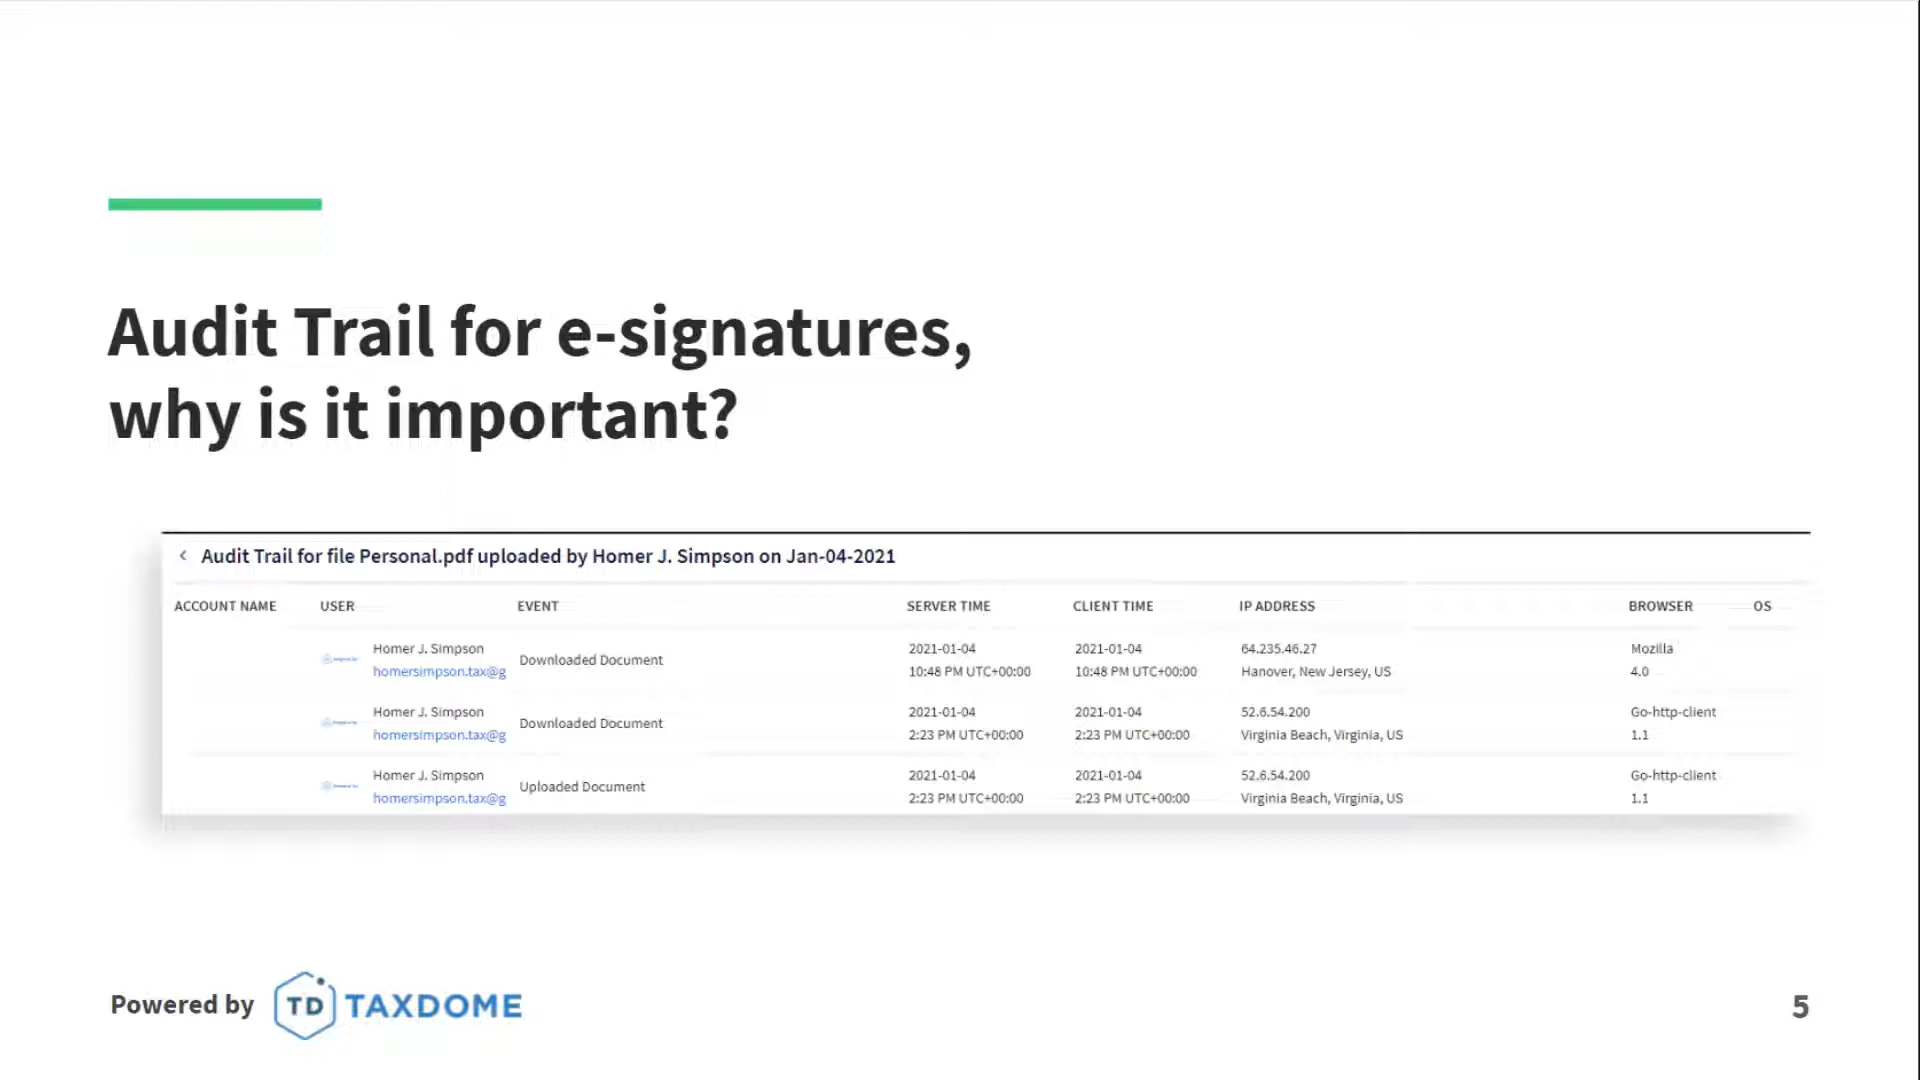 Audit Trail for e-signatures,
why is it important?
< Audit Trail for file Personal.pdf uploaded by Homer J. Simpson on Jan-04-2021
ACCOUNT NAME USER EVENT SERVER TIME CLIENT TIME IP ADDRESS BROWSER OS
Homer J. Simpson 2021-01-04 2021-01-04 64.235.46.27 Mozilla
Downloaded Document
homersimpson.tax@g 10:48 PM UTC+00:00 10:48 PM UTC+00:00 Hanover, New Jersey, US 4.0
Homer J. Simpson 2021-01-04 2021-01-04 52.6.54.200 Go-http-client
Downloaded Document
homersimpson.tax@g 2:23 PM UTC+00:00 2:23 PM UTC+00:00 Virginia Beach, Virginia, US 1.1
Homer J. Simpson 2021-01-04 2021-01-04 52.6.54.200 Go-http-client
Uploaded Document
homersimpson.tax@g 2:23 PM UTC+00:00 2:23 PM UTC+00:00 Virginia Beach, Virginia, US 1.1
Powered by TD TAXDOME
5